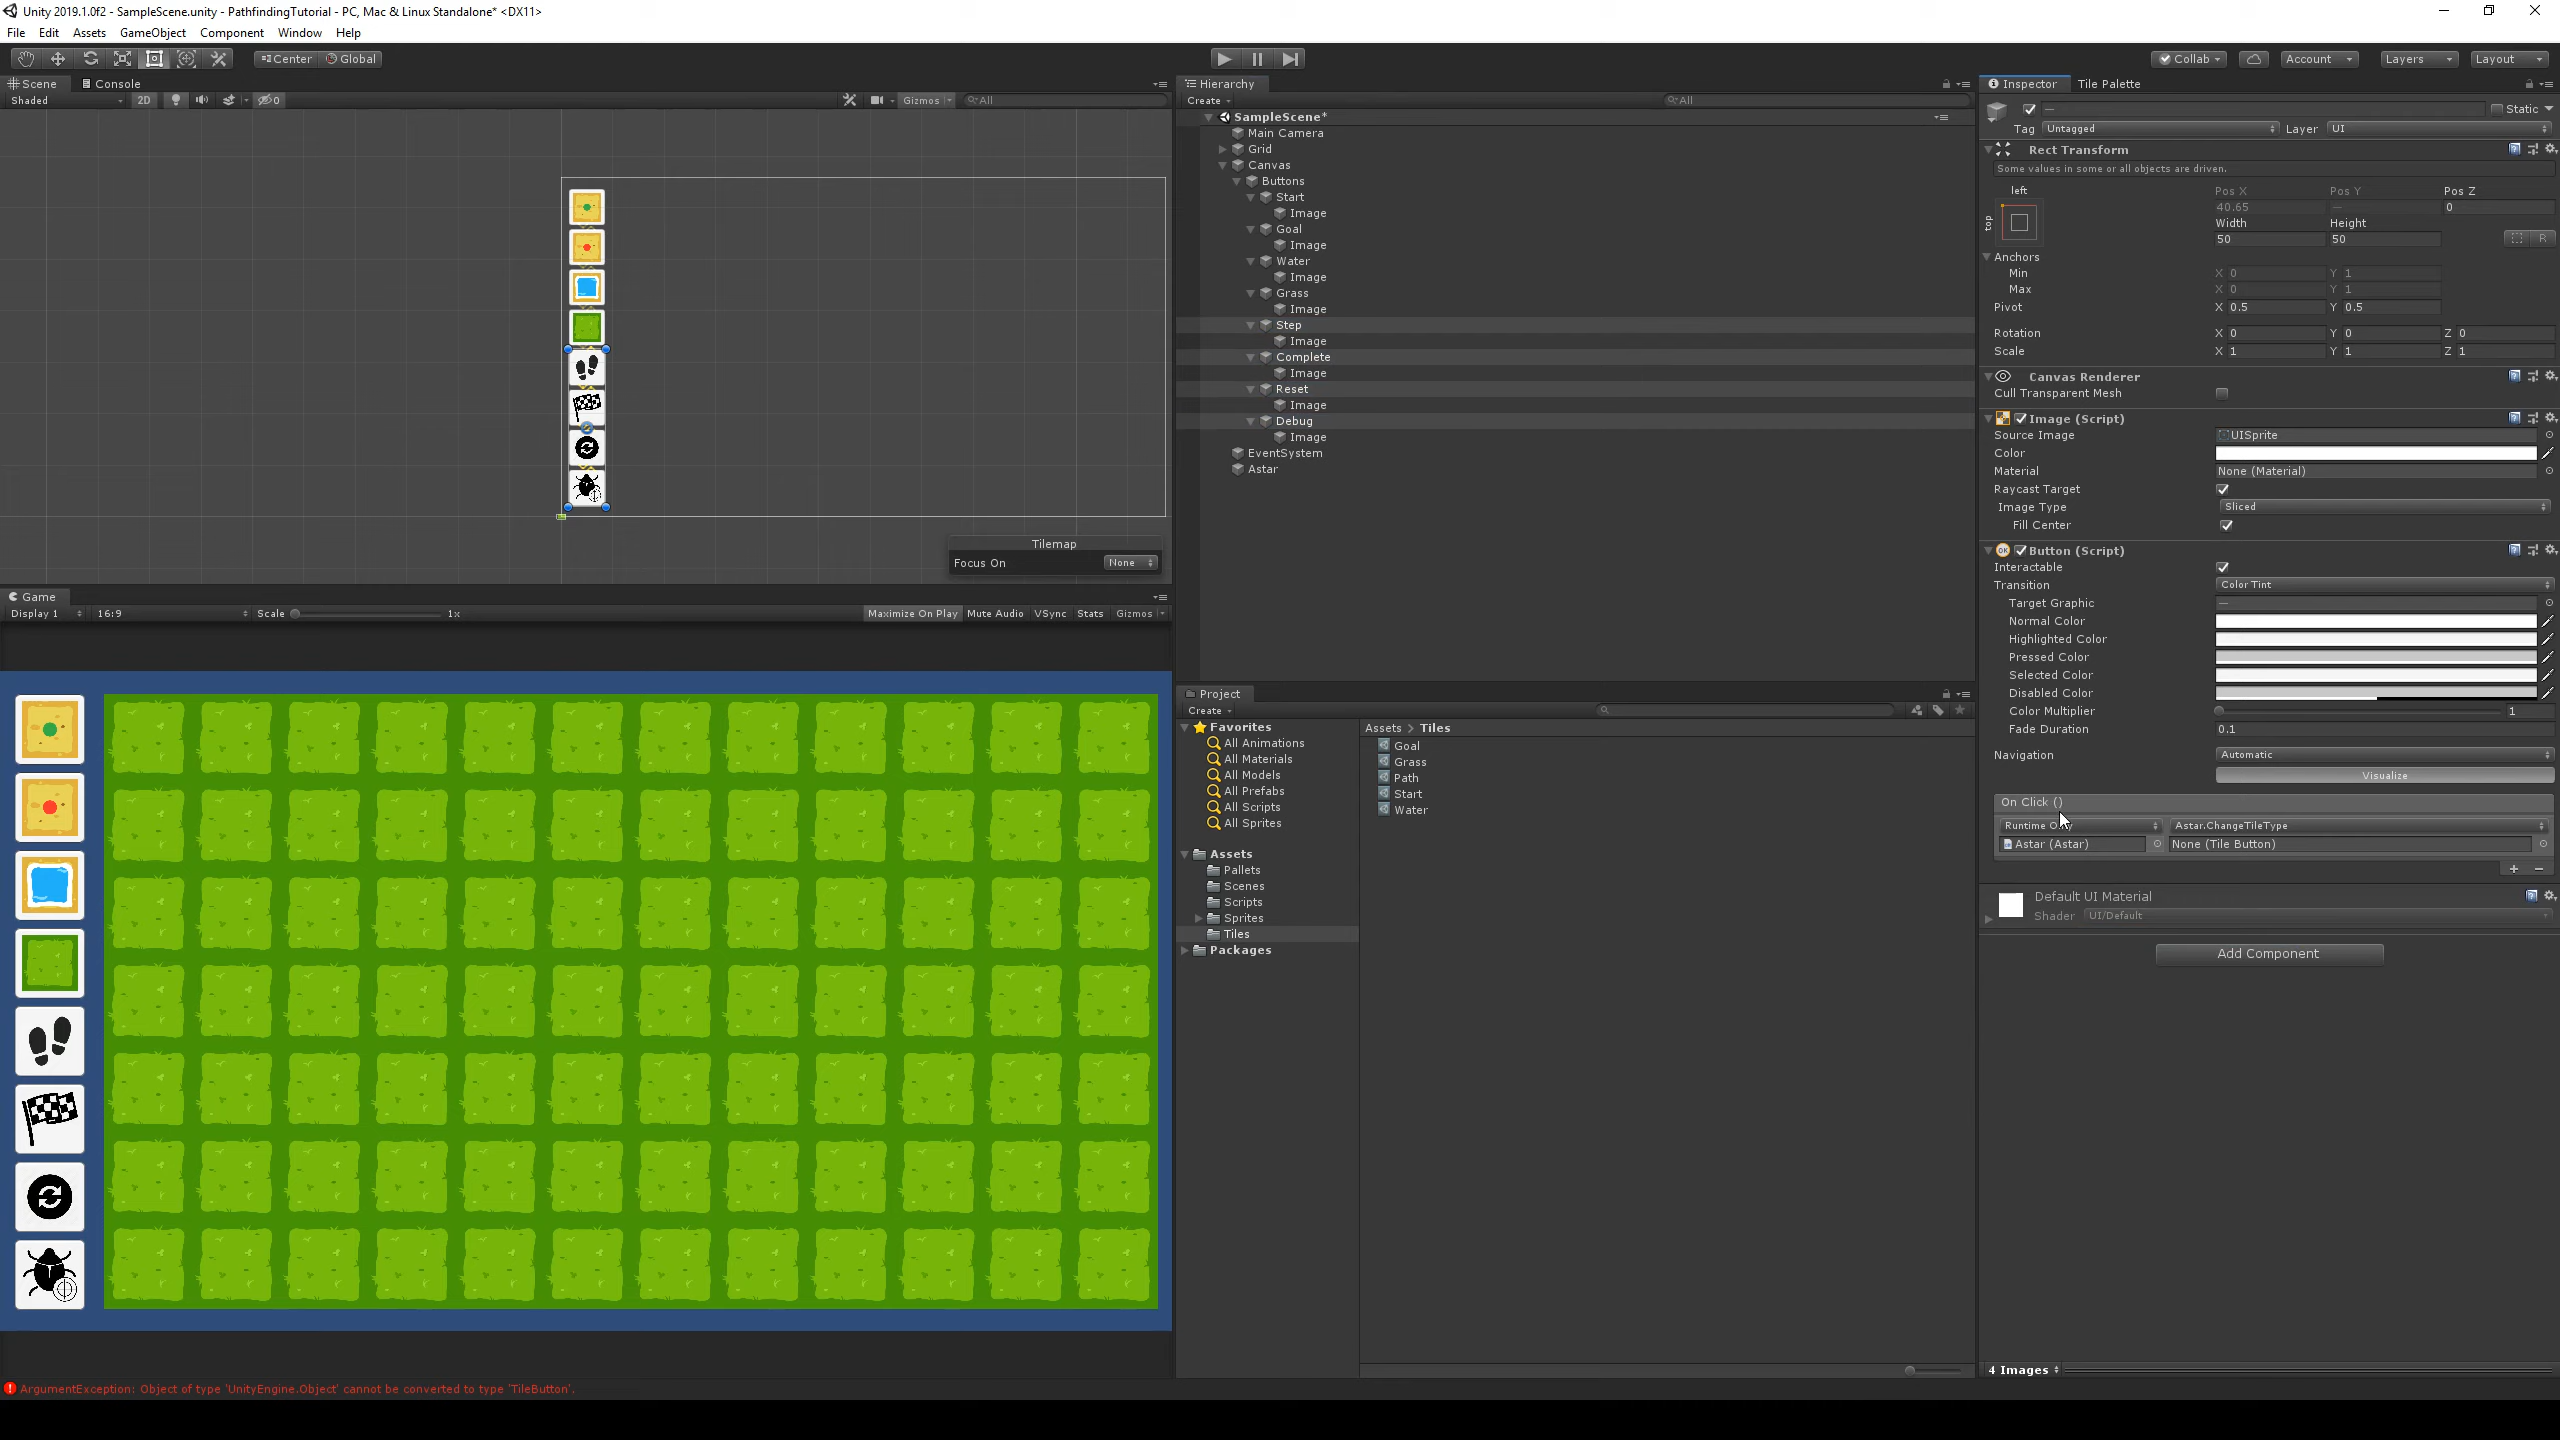 Unity 2019.1.0f2 - SampleScene.unity - PathfindingTutorial - PC, Mac & Linux Standalone* <DX11>
File Edit Assets GameObject Component Window Help
Center Global
Collab Account Layers Layout
Scene Console
Shaded 2D 0 Gizmos All
Tilemap
Focus On None
Game
Display 1 16:9 Scale 1x Maximize On Play Mute Audio VSync Stats Gizmos
ArgumentException: Object of type 'UnityEngine.Object' cannot be converted to type 'TileButton'.
Hierarchy
Create All
SampleScene*
Main Camera
Grid
Canvas
Buttons
Start
Image
Goal
Image
Water
Image
Grass
Image
Step
Image
Complete
Image
Reset
Image
Debug
Image
EventSystem
Astar
Project
Create
Favorites
All Animations
All Materials
All Models
All Prefabs
All Scripts
All Sprites
Assets
Pallets
Scenes
Scripts
Sprites
Tiles
Packages
Assets > Tiles
Goal
Grass
Path
Start
Water
Inspector Tile Palette
— Static
Tag Untagged Layer UI
Rect Transform
Some values in some or all objects are driven.
left Pos X Pos Y Pos Z
top 40.65 — 0
Width Height
50 50 R
Anchors
Min X 0 Y 1
Max X 0 Y 1
Pivot X 0.5 Y 0.5
Rotation X 0 Y 0 Z 0
Scale X 1 Y 1 Z 1
Canvas Renderer
Cull Transparent Mesh
Image (Script)
Source Image UISprite
Color
Material None (Material)
Raycast Target
Image Type Sliced
Fill Center
OK Button (Script)
Interactable
Transition Color Tint
Target Graphic —
Normal Color
Highlighted Color
Pressed Color
Selected Color
Disabled Color
Color Multiplier 1
Fade Duration 0.1
Navigation Automatic
Visualize
On Click ()
Runtime Only Astar.ChangeTileType
Astar (Astar) None (Tile Button)
+ −
Default UI Material
Shader UI/Default
Add Component
4 Images